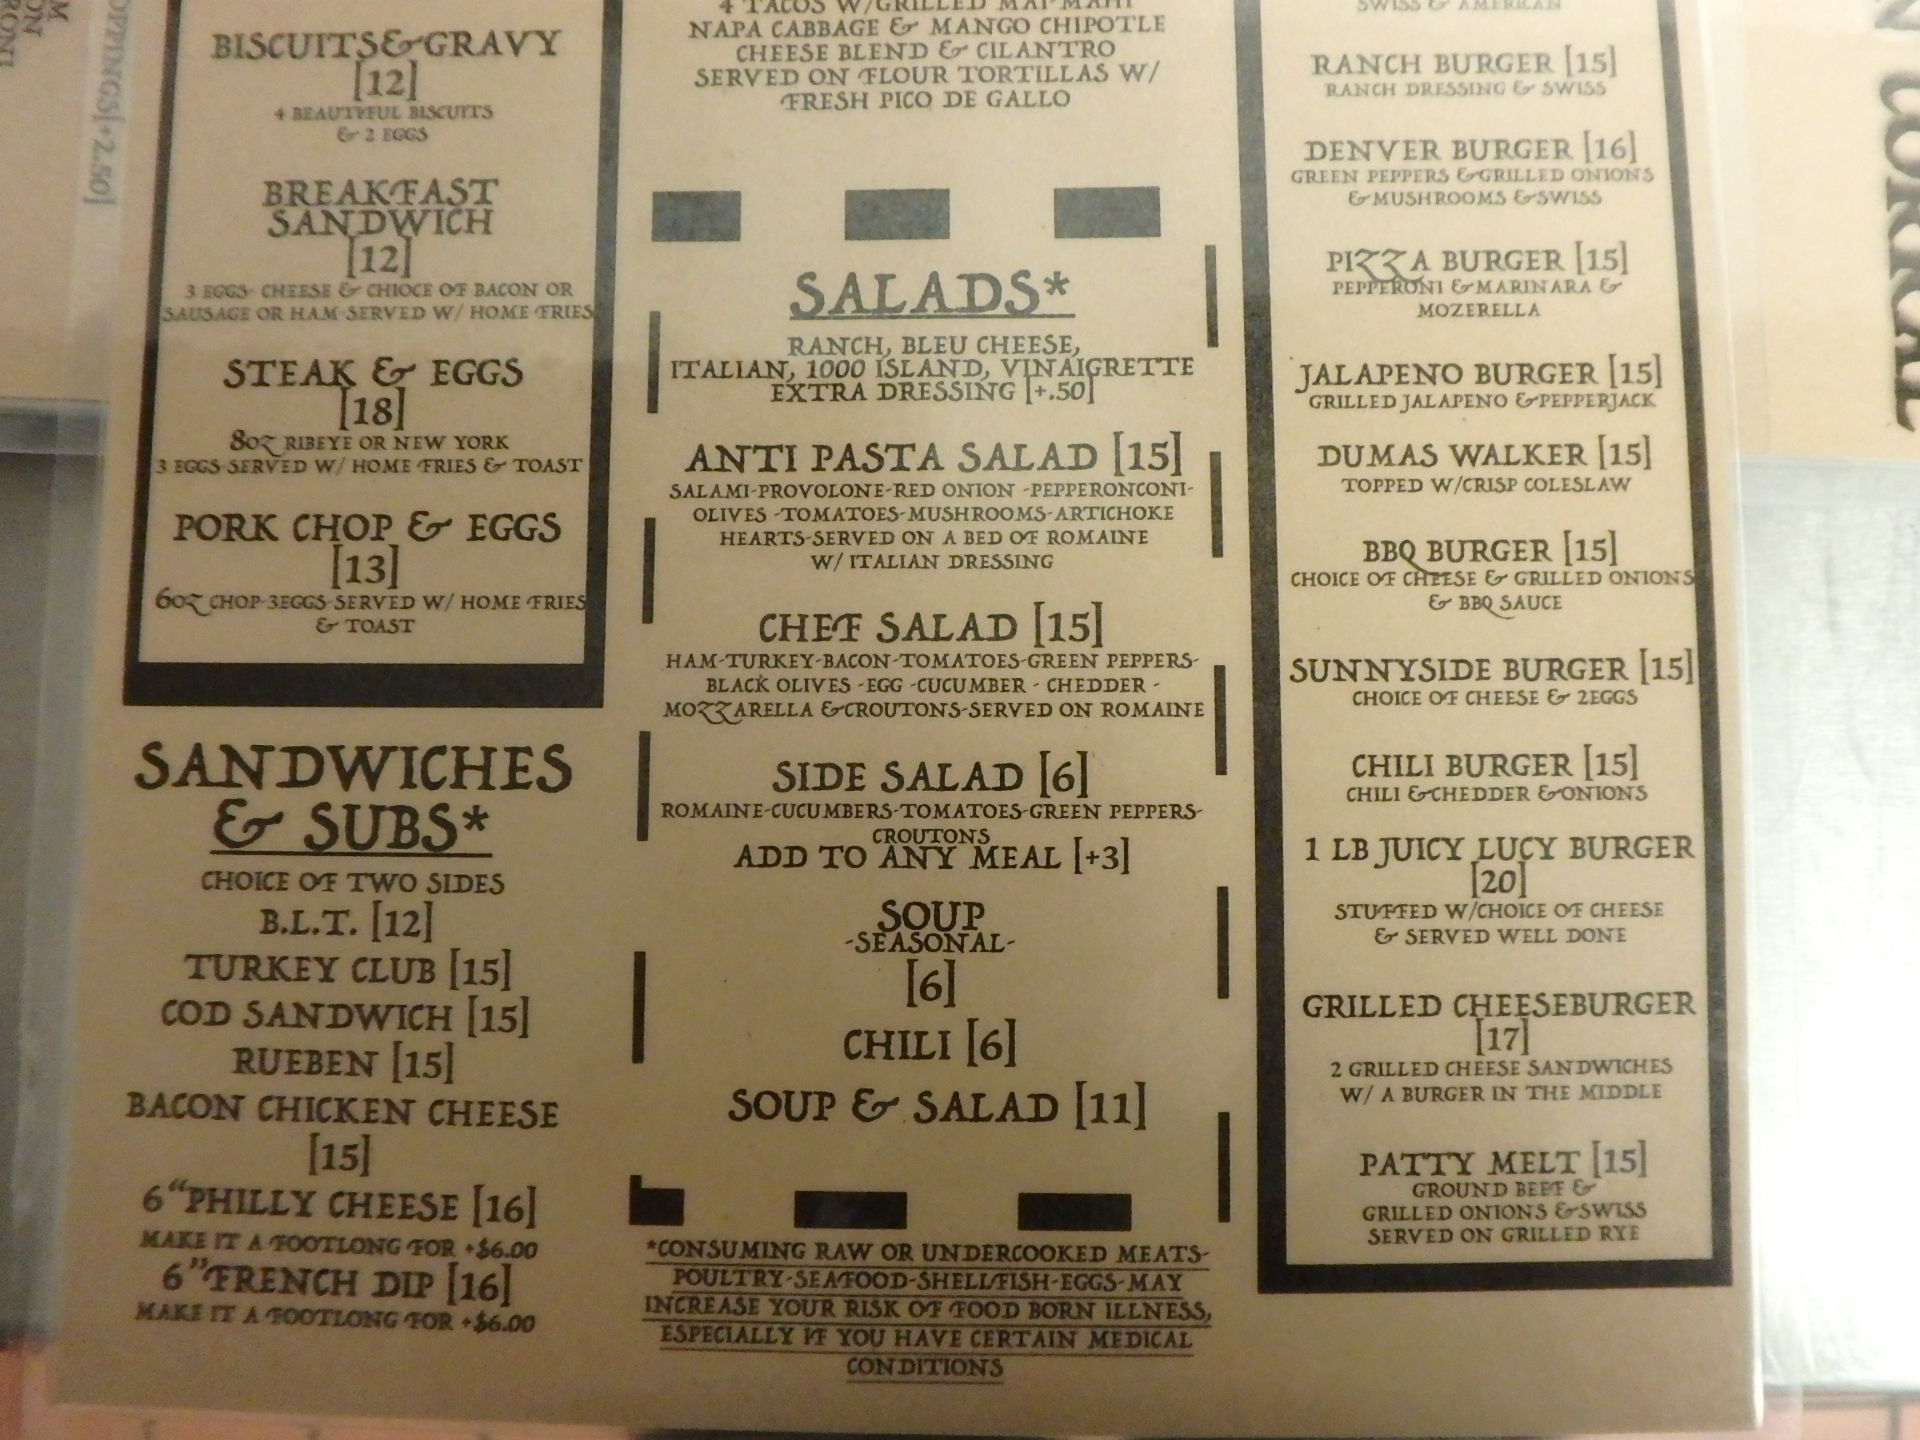 BISCUITS&GRAVY
[12]
4 BEAUTYFUL BISCUITS
& 2 EGGS
BREAKFAST
SANDWICH
[12]
3 EGGS- CHEESE & CHIOCE OF BACON OR
SAUSAGE OR HAM-SERVED W/ HOME FRIES
STEAK & EGGS
[18]
8OZ RIBEYE OR NEW YORK
3 EGGS-SERVED W/ HOME FRIES & TOAST
PORK CHOP & EGGS
[13]
6OZ CHOP-3EGGS-SERVED W/ HOME FRIES
& TOAST
SANDWICHES
& SUBS*
CHOICE OF TWO SIDES
B.L.T. [12]
TURKEY CLUB [15]
COD SANDWICH [15]
RUEBEN [15]
BACON CHICKEN CHEESE
[15]
6“PHILLY CHEESE [16]
MAKE IT A FOOTLONG FOR +$6.00
6”FRENCH DIP [16]
MAKE IT A FOOTLONG FOR +$6.00
4 TACOS W/GRILLED MAI-MAHI
NAPA CABBAGE & MANGO CHIPOTLE
CHEESE BLEND & CILANTRO
SERVED ON FLOUR TORTILLAS W/
FRESH PICO DE GALLO
SALADS*
RANCH, BLEU CHEESE,
ITALIAN, 1000 ISLAND, VINAIGRETTE
EXTRA DRESSING [+.50]
ANTI PASTA SALAD [15]
SALAMI-PROVOLONE-RED ONION -PEPPERONCONI-
OLIVES -TOMATOES-MUSHROOMS-ARTICHOKE
HEARTS-SERVED ON A BED OF ROMAINE
W/ ITALIAN DRESSING
CHEF SALAD [15]
HAM-TURKEY-BACON-TOMATOES-GREEN PEPPERS-
BLACK OLIVES -EGG -CUCUMBER - CHEDDER -
MOZZARELLA &CROUTONS-SERVED ON ROMAINE
SIDE SALAD [6]
ROMAINE-CUCUMBERS-TOMATOES-GREEN PEPPERS-
CROUTONS
ADD TO ANY MEAL [+3]
SOUP
-SEASONAL-
[6]
CHILI [6]
SOUP & SALAD [11]
*CONSUMING RAW OR UNDERCOOKED MEATS-
POULTRY-SEAFOOD-SHELLFISH-EGGS-MAY
INCREASE YOUR RISK OF FOOD BORN ILLNESS,
ESPECIALLY IF YOU HAVE CERTAIN MEDICAL
CONDITIONS
SWISS & AMERICAN
RANCH BURGER [15]
RANCH DRESSING & SWISS
DENVER BURGER [16]
GREEN PEPPERS &GRILLED ONIONS
&MUSHROOMS &SWISS
PIZZA BURGER [15]
PEPPERONI &MARINARA &
MOZERELLA
JALAPENO BURGER [15]
GRILLED JALAPENO &PEPPERJACK
DUMAS WALKER [15]
TOPPED W/CRISP COLESLAW
BBQ BURGER [15]
CHOICE OF CHEESE & GRILLED ONIONS
& BBQ SAUCE
SUNNYSIDE BURGER [15]
CHOICE OF CHEESE & 2EGGS
CHILI BURGER [15]
CHILI &CHEDDER &ONIONS
1 LB JUICY LUCY BURGER
[20]
STUFFED W/CHOICE OF CHEESE
& SERVED WELL DONE
GRILLED CHEESEBURGER
[17]
2 GRILLED CHEESE SANDWICHES
W/ A BURGER IN THE MIDDLE
PATTY MELT [15]
GROUND BEEF &
GRILLED ONIONS &SWISS
SERVED ON GRILLED RYE
OPPINGS[+2.50]